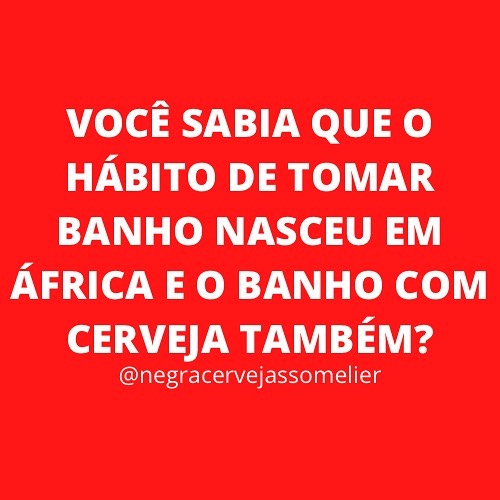 VOCÊ SABIA QUE O
HÁBITO DE TOMAR
BANHO NASCEU EM
ÁFRICA E O BANHO COM
CERVEJA TAMBÉM?
@negracervejassomelier